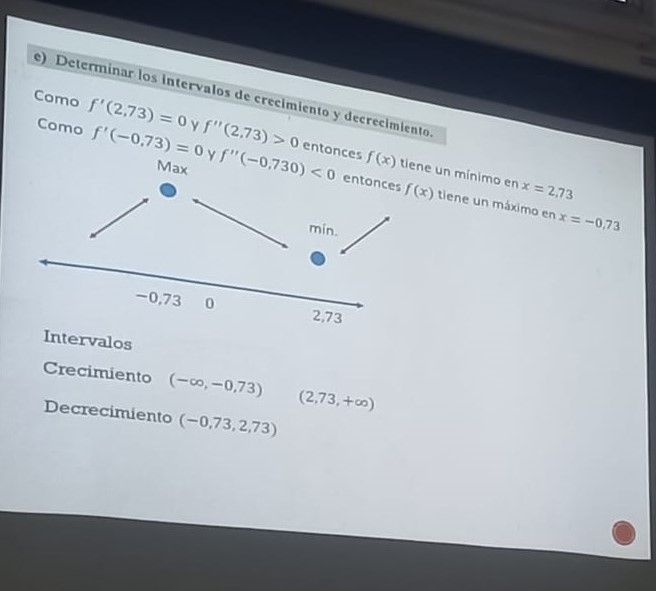 e) Determinar los intervalos de crecimiento y decrecimiento.
Como f'(2,73) = 0 y f''(2,73) > 0 entonces f(x) tiene un mínimo en x = 2,73
Como f'(−0,73) = 0 y f''(−0,730) < 0 entonces f(x) tiene un máximo en x = −0,73
Max
mín.
−0,73 0 2,73
Intervalos
Crecimiento (−∞, −0,73) (2,73, +∞)
Decrecimiento (−0,73, 2,73)